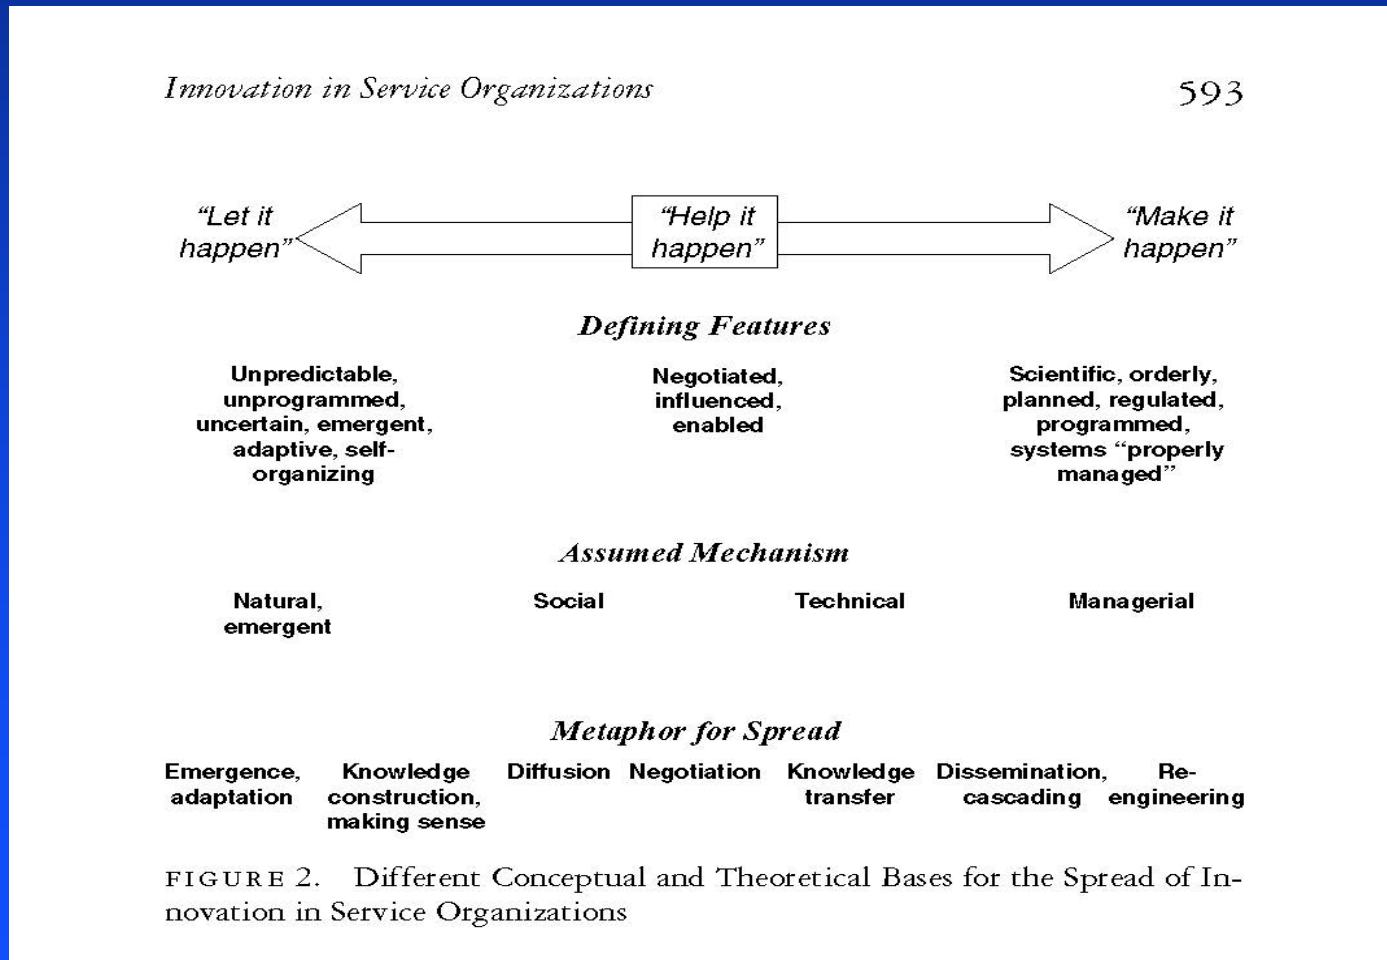 Innovation in Service Organizations 593
“Let it happen” “Help it happen” “Make it happen”
Defining Features
Unpredictable, unprogrammed, uncertain, emergent, adaptive, self-organizing
Negotiated, influenced, enabled
Scientific, orderly, planned, regulated, programmed, systems “properly managed”
Assumed Mechanism
Natural, emergent
Social
Technical
Managerial
Metaphor for Spread
Emergence, adaptation
Knowledge construction, making sense
Diffusion
Negotiation
Knowledge transfer
Dissemination, cascading
Re-engineering
FIGURE 2. Different Conceptual and Theoretical Bases for the Spread of In-
novation in Service Organizations